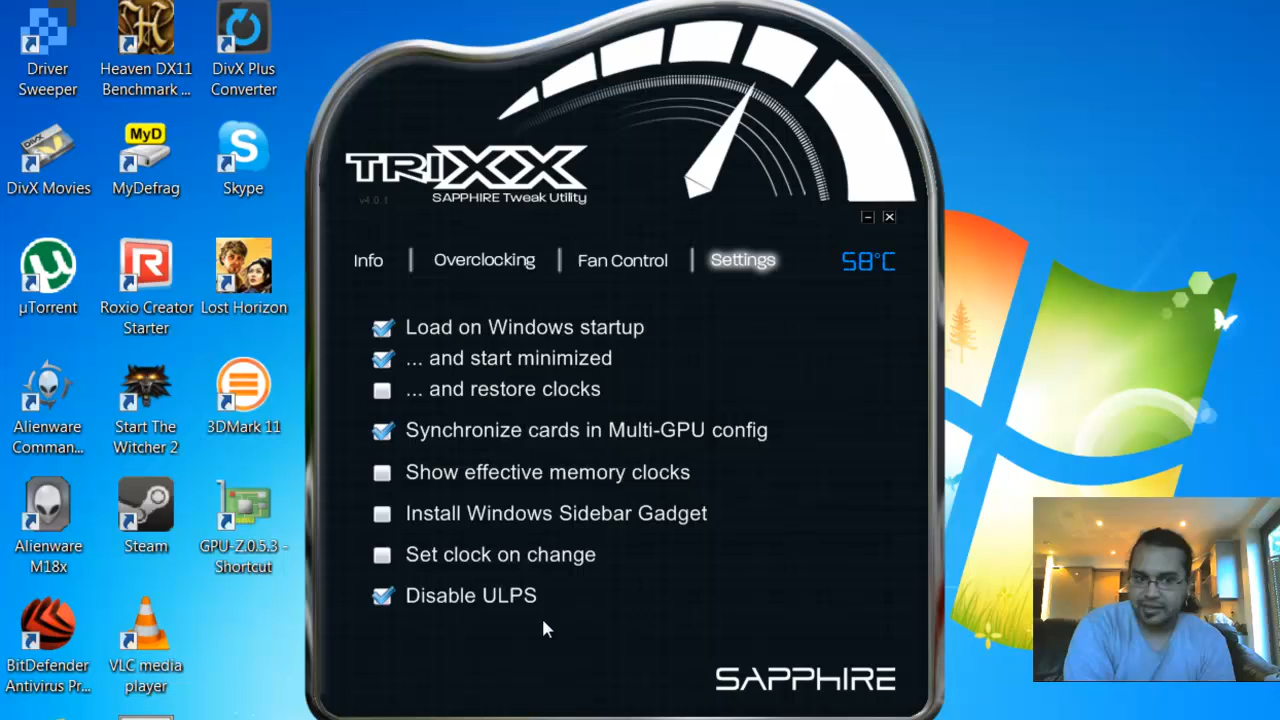 Driver
Sweeper
Heaven DX11
Benchmark ...
DivX Plus
Converter
DivX Movies
MyD
MyDefrag
Skype
µTorrent
Roxio Creator
Starter
Lost Horizon
Alienware
Comman...
Start The
Witcher 2
3DMark 11
Alienware
M18x
Steam
GPU-Z.0.5.3 -
Shortcut
BitDefender
Antivirus Pr...
VLC media
player
TRIXX
v4.0.1
SAPPHIRE Tweak Utility
Info | Overclocking | Fan Control | Settings
58°C
Load on Windows startup
... and start minimized
... and restore clocks
Synchronize cards in Multi-GPU config
Show effective memory clocks
Install Windows Sidebar Gadget
Set clock on change
Disable ULPS
SAPPHIRE